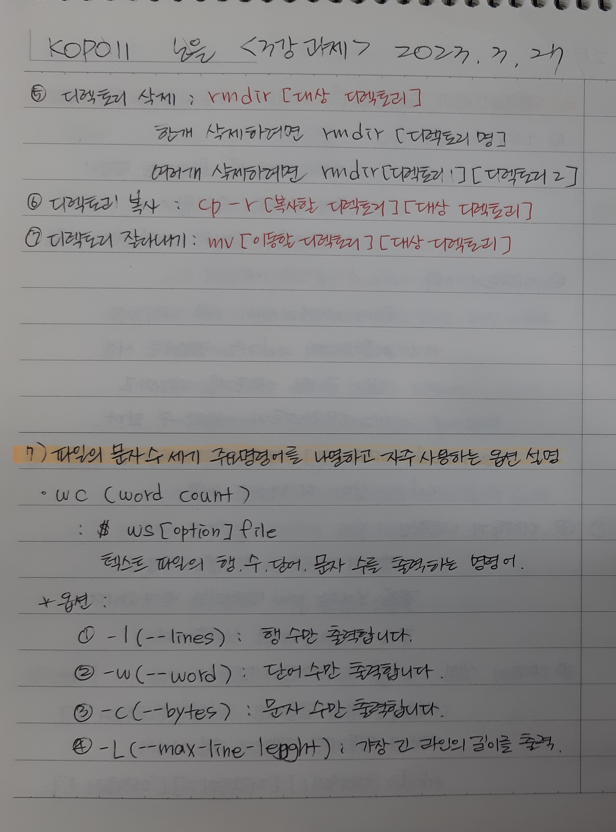 KOPO11 <3강과제> 2023. 3. 27
⑤ 디렉토리 삭제 : rmdir [대상 디렉토리]
한개 삭제하려면 rmdir [디렉토리 명]
여러개 삭제하려면 rmdir[디렉토리1][디렉토리 2]
⑥ 디렉토리 복사 : cp -r [복사할 디렉토리][대상 디렉토리]
⑦ 디렉토리 잘라내기 : mv [이동할 디렉토리][대상 디렉토리]
7) 파일의 문자수 세기 주요명령어를 나열하고 자주 사용하는 옵션 설명
· wc (word count)
: $ ws [option] file
텍스트 파일의 행.수.단어. 문자 수를 출력하는 명령어.
* 옵션 :
① -l (--lines) : 행 수만 출력합니다.
② -w (--word) : 단어 수만 출력합니다.
③ -c (--bytes) : 문자 수만 출력합니다.
④ -L (--max-line-lenght) : 가장 긴 라인의 길이를 출력.